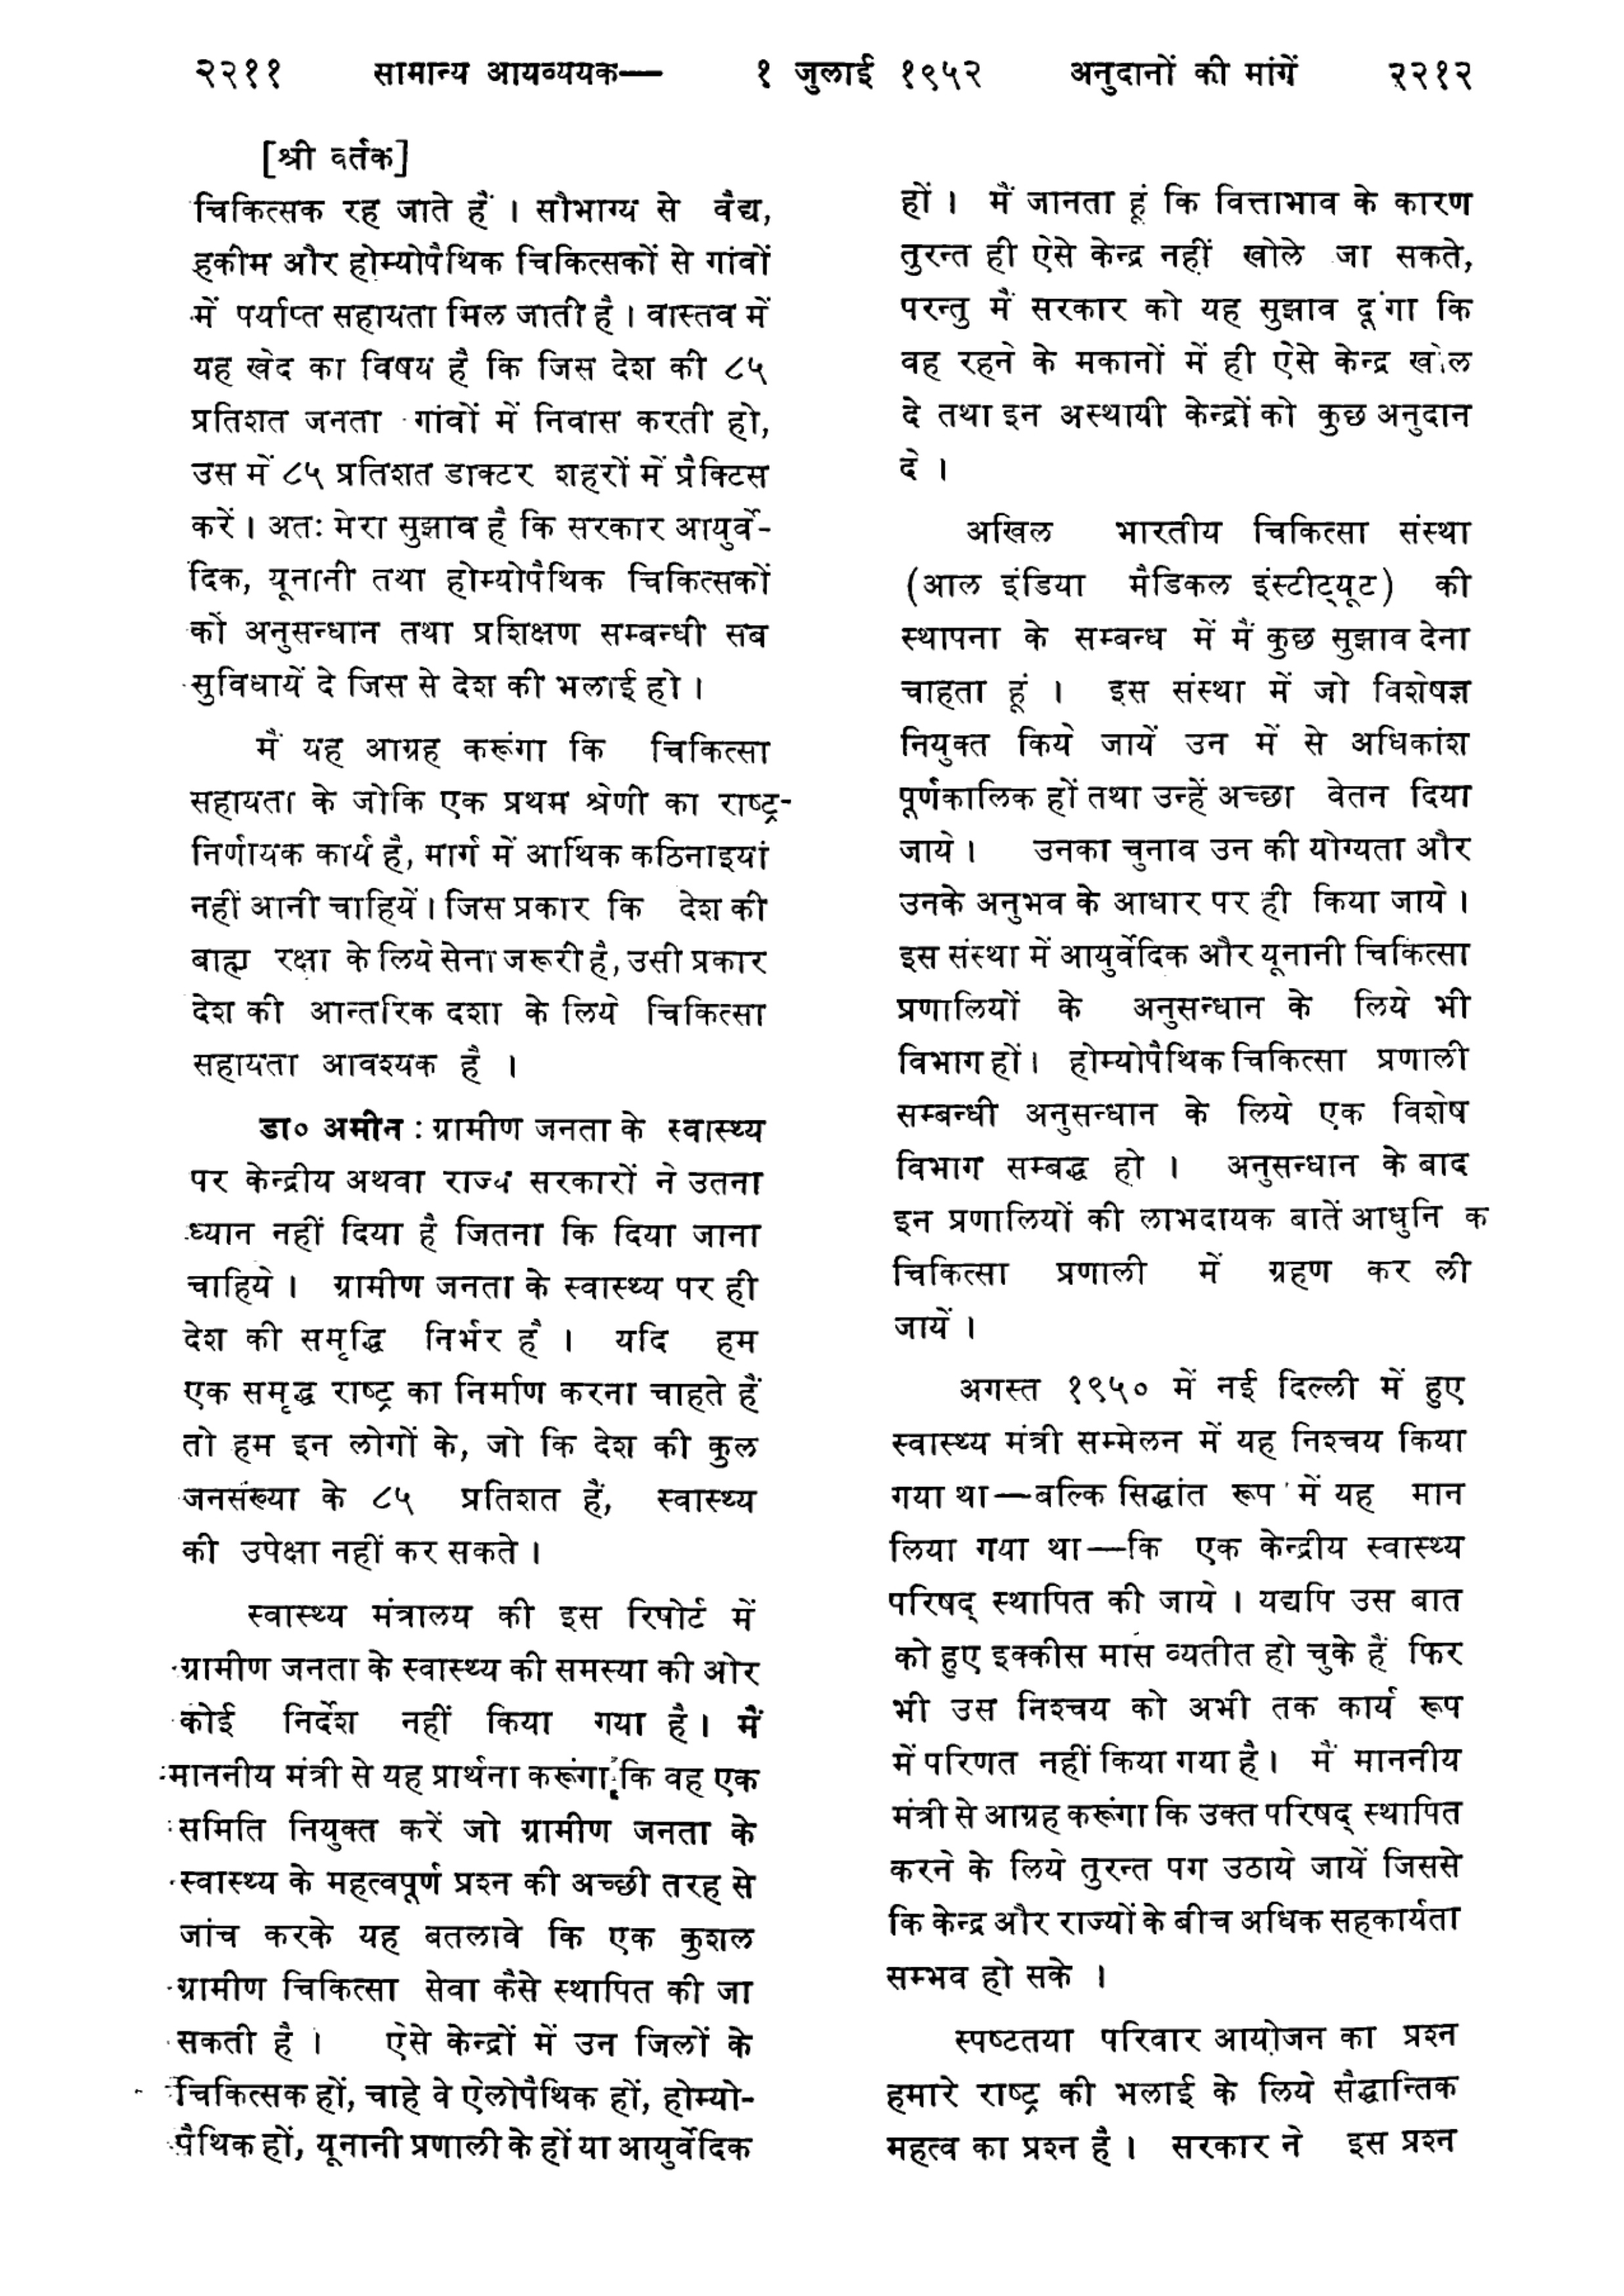 २२११ सामान्य आयव्ययक— १ जुलाई १९५२ अनुदानों की मांगें २२१२
[श्री वर्तक]
चिकित्सक रह जाते हैं । सौभाग्य से वैद्य,
हकीम और होम्योपैथिक चिकित्सकों से गांवों
में पर्याप्त सहायता मिल जाती है । वास्तव में
यह खेद का विषय है कि जिस देश की ८५
प्रतिशत जनता गांवों में निवास करती हो,
उस में ८५ प्रतिशत डाक्टर शहरों में प्रैक्टिस
करें । अतः मेरा सुझाव है कि सरकार आयुर्वे-
दिक, यूनानी तथा होम्योपैथिक चिकित्सकों
को अनुसन्धान तथा प्रशिक्षण सम्बन्धी सब
सुविधायें दे जिस से देश की भलाई हो ।
मैं यह आग्रह करूंगा कि चिकित्सा
सहायता के जोकि एक प्रथम श्रेणी का राष्ट्र-
निर्णायक कार्य है, मार्ग में आर्थिक कठिनाइयां
नहीं आनी चाहियें । जिस प्रकार कि देश की
बाह्य रक्षा के लिये सेना जरूरी है, उसी प्रकार
देश की आन्तरिक दशा के लिये चिकित्सा
सहायता आवश्यक है ।
डा० अमीन : ग्रामीण जनता के स्वास्थ्य
पर केन्द्रीय अथवा राज्य सरकारों ने उतना
ध्यान नहीं दिया है जितना कि दिया जाना
चाहिये । ग्रामीण जनता के स्वास्थ्य पर ही
देश की समृद्धि निर्भर है । यदि हम
एक समृद्ध राष्ट्र का निर्माण करना चाहते हैं
तो हम इन लोगों के, जो कि देश की कुल
जनसंख्या के ८५ प्रतिशत हैं, स्वास्थ्य
की उपेक्षा नहीं कर सकते ।
स्वास्थ्य मंत्रालय की इस रिपोर्ट में
ग्रामीण जनता के स्वास्थ्य की समस्या की ओर
कोई निर्देश नहीं किया गया है । मैं
माननीय मंत्री से यह प्रार्थना करूंगा कि वह एक
समिति नियुक्त करें जो ग्रामीण जनता के
स्वास्थ्य के महत्वपूर्ण प्रश्न की अच्छी तरह से
जांच करके यह बतलावे कि एक कुशल
ग्रामीण चिकित्सा सेवा कैसे स्थापित की जा
सकती है । ऐसे केन्द्रों में उन जिलों के
चिकित्सक हों, चाहे वे ऐलोपैथिक हों, होम्यो-
पैथिक हों, यूनानी प्रणाली के हों या आयुर्वेदिक
हों । मैं जानता हूं कि वित्ताभाव के कारण
तुरन्त ही ऐसे केन्द्र नहीं खोले जा सकते,
परन्तु मैं सरकार को यह सुझाव दूंगा कि
वह रहने के मकानों में ही ऐसे केन्द्र खोल
दे तथा इन अस्थायी केन्द्रों को कुछ अनुदान
दे ।
अखिल भारतीय चिकित्सा संस्था
(आल इंडिया मैडिकल इंस्टीट्यूट) की
स्थापना के सम्बन्ध में मैं कुछ सुझाव देना
चाहता हूं । इस संस्था में जो विशेषज्ञ
नियुक्त किये जायें उन में से अधिकांश
पूर्णकालिक हों तथा उन्हें अच्छा वेतन दिया
जाये । उनका चुनाव उन की योग्यता और
उनके अनुभव के आधार पर ही किया जाये ।
इस संस्था में आयुर्वेदिक और यूनानी चिकित्सा
प्रणालियों के अनुसन्धान के लिये भी
विभाग हों । होम्योपैथिक चिकित्सा प्रणाली
सम्बन्धी अनुसन्धान के लिये एक विशेष
विभाग सम्बद्ध हो । अनुसन्धान के बाद
इन प्रणालियों की लाभदायक बातें आधुनि क
चिकित्सा प्रणाली में ग्रहण कर ली
जायें ।
अगस्त १९५० में नई दिल्ली में हुए
स्वास्थ्य मंत्री सम्मेलन में यह निश्चय किया
गया था—बल्कि सिद्धांत रूप में यह मान
लिया गया था—कि एक केन्द्रीय स्वास्थ्य
परिषद् स्थापित की जाये । यद्यपि उस बात
को हुए इक्कीस मास व्यतीत हो चुके हैं फिर
भी उस निश्चय को अभी तक कार्य रूप
में परिणत नहीं किया गया है । मैं माननीय
मंत्री से आग्रह करूंगा कि उक्त परिषद् स्थापित
करने के लिये तुरन्त पग उठाये जायें जिससे
कि केन्द्र और राज्यों के बीच अधिक सहकार्यता
सम्भव हो सके ।
स्पष्टतया परिवार आयोजन का प्रश्न
हमारे राष्ट्र की भलाई के लिये सैद्धान्तिक
महत्व का प्रश्न है । सरकार ने इस प्रश्न